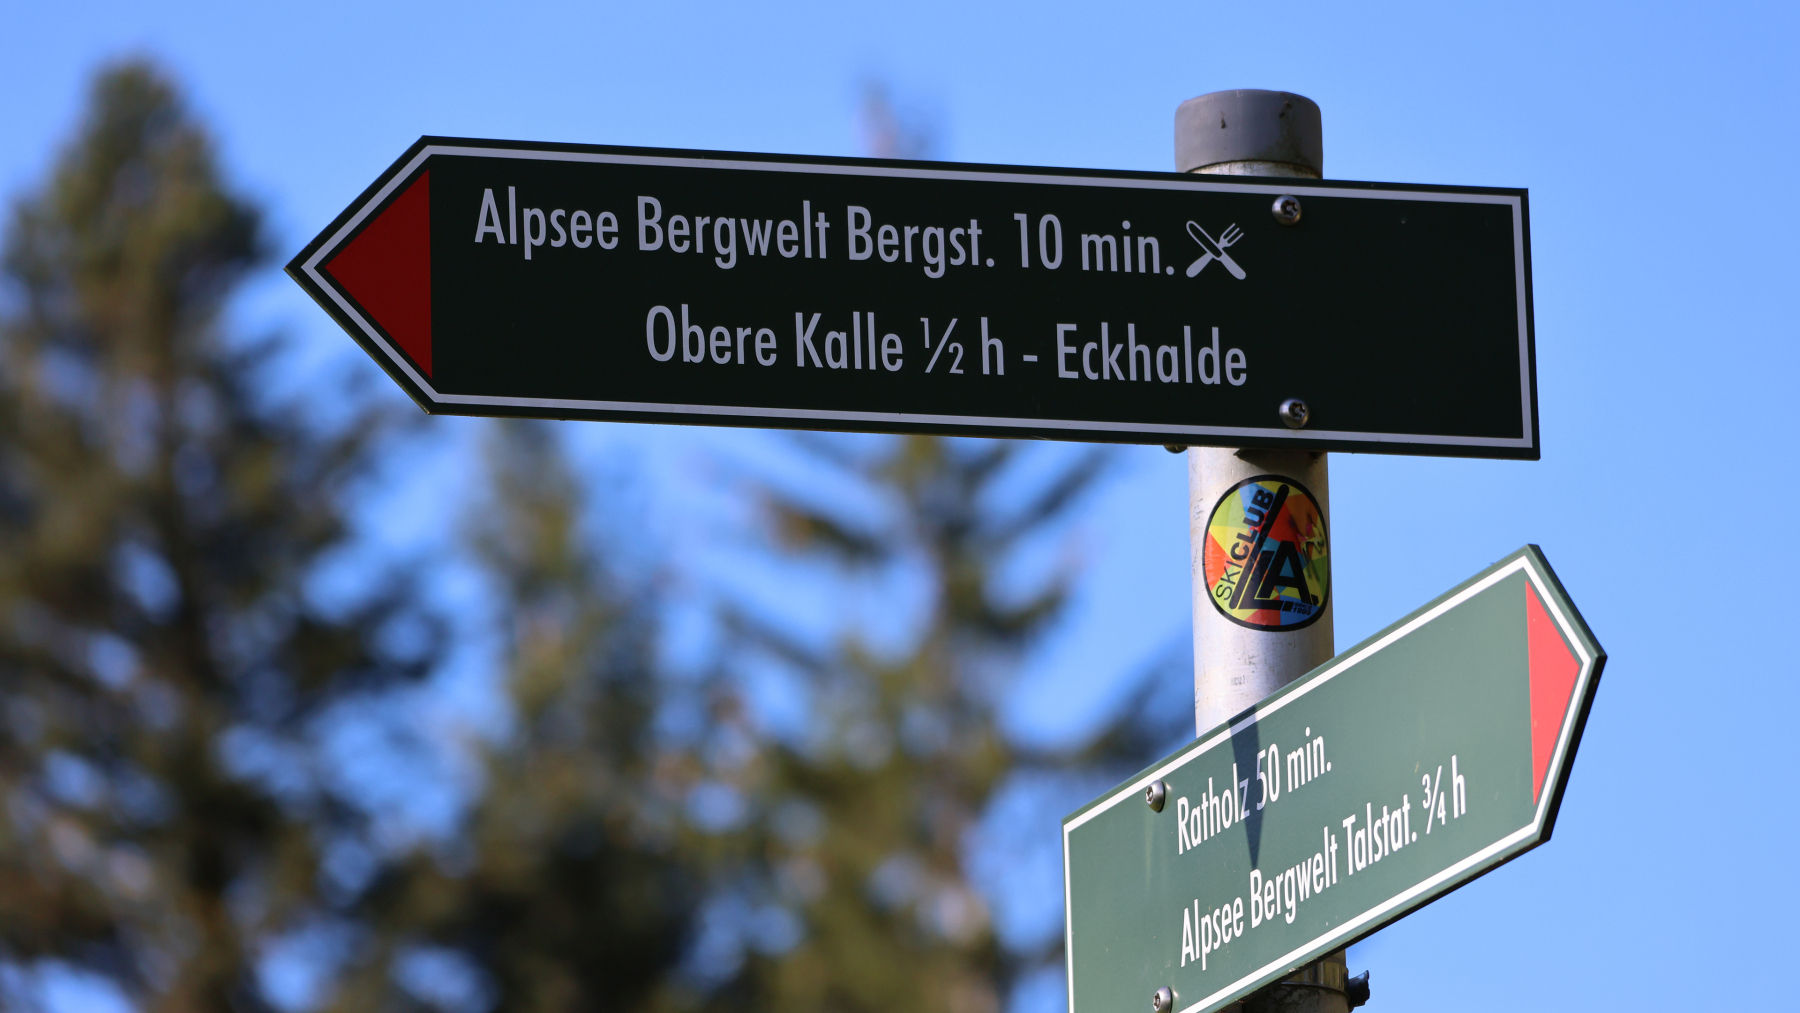 Alpsee Bergwelt Bergst. 10 min.
Obere Kalle ½ h - Eckhalde
SKICLUB
Ratholz 50 min.
Alpsee Bergwelt Talstat. ¾ h